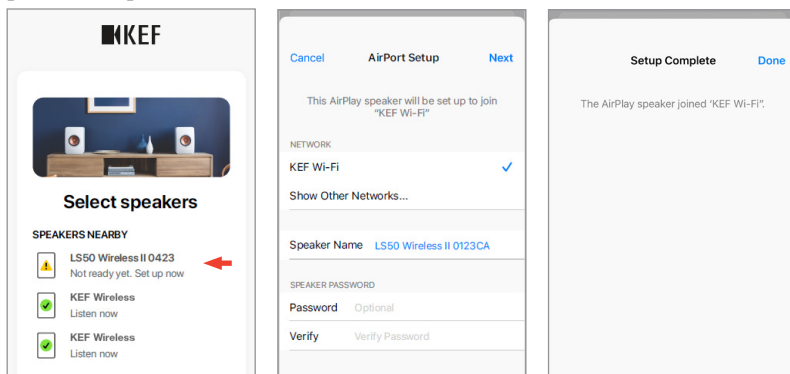 KEF
Select speakers
SPEAKERS NEARBY
LS50 Wireless II 0423
Not ready yet. Set up now
KEF Wireless
Listen now
KEF Wireless
Listen now
Cancel AirPort Setup Next
This AirPlay speaker will be set up to join
“KEF Wi-Fi”
NETWORK
KEF Wi-Fi
Show Other Networks...
Speaker Name LS50 Wireless II 0123CA
SPEAKER PASSWORD
Password Optional
Verify Verify Password
Setup Complete Done
The AirPlay speaker joined ‘KEF Wi-Fi”.